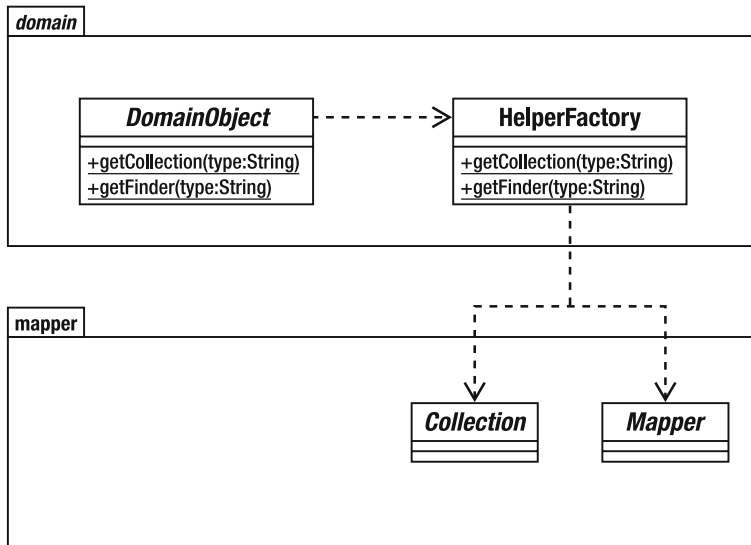 domain
DomainObject
+getCollection(type:String)
+getFinder(type:String)
HelperFactory
+getCollection(type:String)
+getFinder(type:String)
mapper
Collection
Mapper